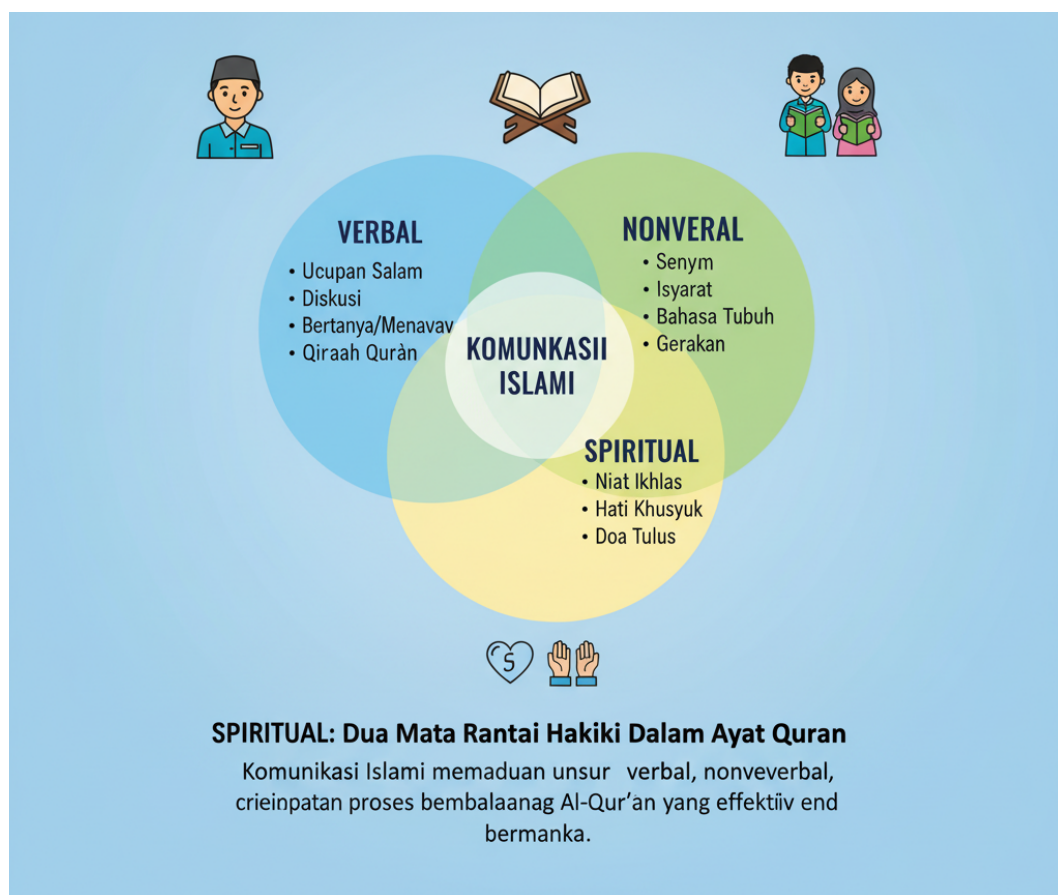 VERBAL
• Ucupan Salam
• Diskusi
• Bertanya/Menavav
• Qiraah Quràn
NONVERAL
• Senym
• Isyarat
• Bahasa Tubuh
• Gerakan
KOMUNKASII
ISLAMI
SPIRITUAL
• Niat Ikhlas
• Hati Khusyuk
• Doa Tulus
S
SPIRITUAL: Dua Mata Rantai Hakiki Dalam Ayat Quran
Komunikasi Islami memaduan unsur verbal, nonveverbal,
crieinpatan proses bembalaanag Al-Qur'an yang effektiiv end
bermanka.